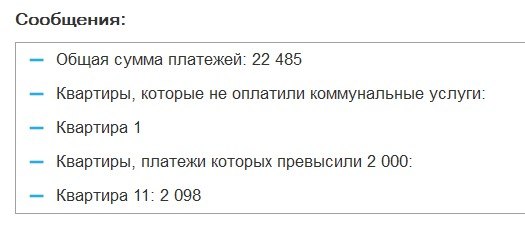 Сообщения:
Общая сумма платежей: 22 485
Квартиры, которые не оплатили коммунальные услуги:
Квартира 1
Квартиры, платежи которых превысили 2 000:
Квартира 11: 2 098